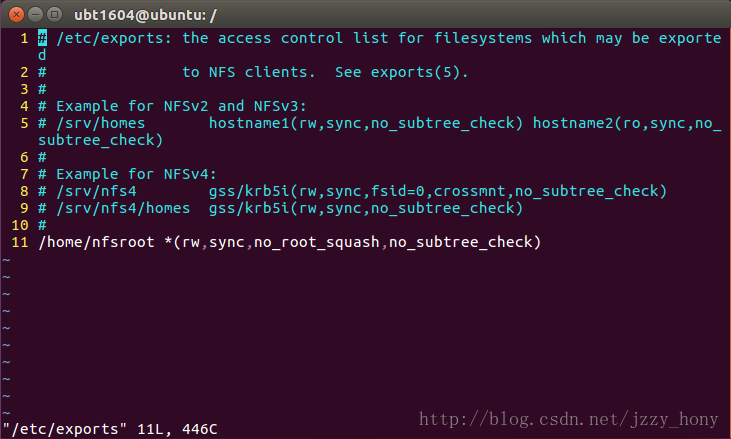 ubt1604@ubuntu: /
1 # /etc/exports: the access control list for filesystems which may be exporte
d
2 #               to NFS clients.  See exports(5).
3 #
4 # Example for NFSv2 and NFSv3:
5 # /srv/homes       hostname1(rw,sync,no_subtree_check) hostname2(ro,sync,no_
subtree_check)
6 #
7 # Example for NFSv4:
8 # /srv/nfs4        gss/krb5i(rw,sync,fsid=0,crossmnt,no_subtree_check)
9 # /srv/nfs4/homes  gss/krb5i(rw,sync,no_subtree_check)
10 #
11 /home/nfsroot *(rw,sync,no_root_squash,no_subtree_check)
~
~
~
~
~
~
~
~
~
~
"/etc/exports" 11L, 446C
http://blog.csdn.net/jzzy_hony